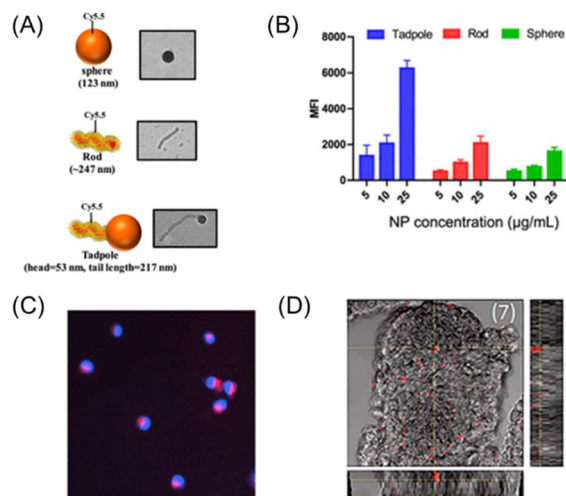 (A)
Cy5.5
sphere
(123 nm)
Cy5.5
Rod
(~247 nm)
Cy5.5
Tadpole
(head=53 nm, tail length=217 nm)
(B)
Tadpole Rod Sphere
8000
6000
4000
2000
0
MFI
5 10 25 5 10 25 5 10 25
NP concentration (µg/mL)
(C)
(D)
(7)